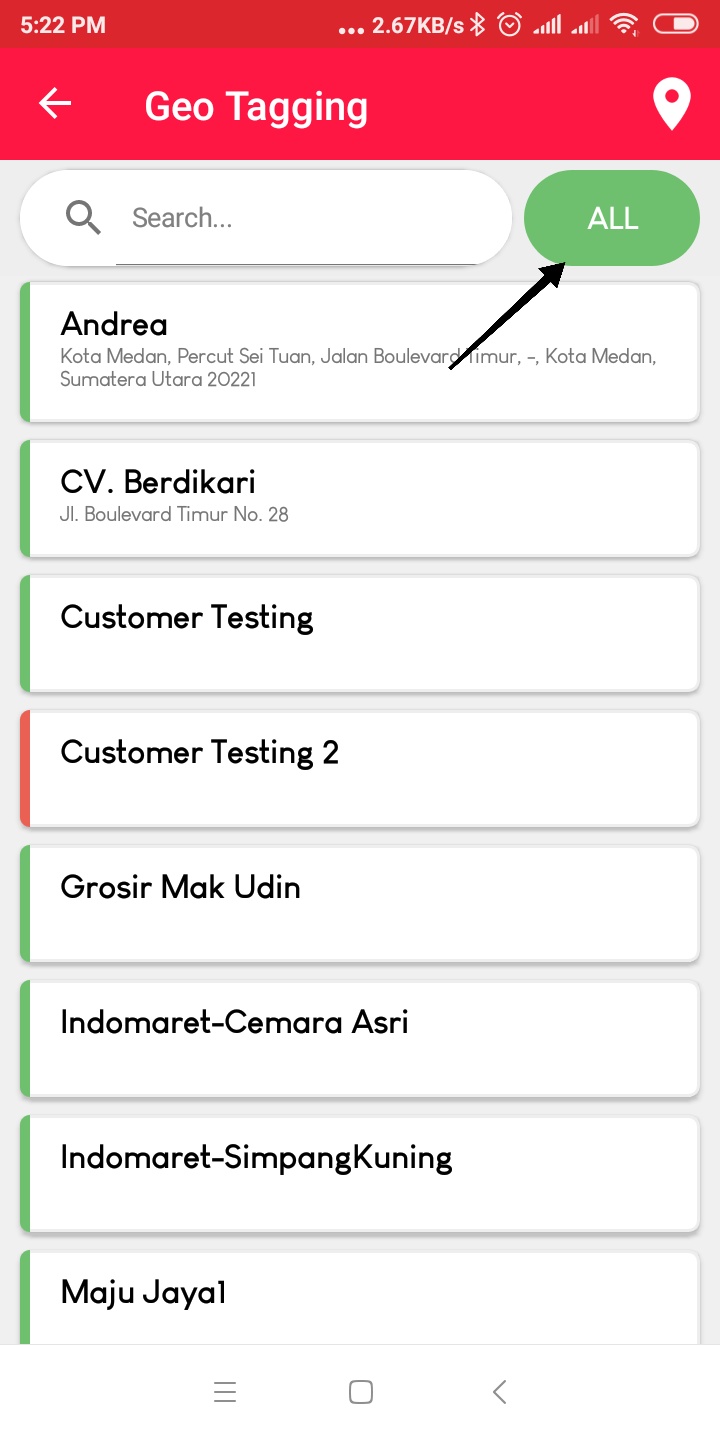 5:22 PM
... 2.67KB/s
Geo Tagging
Search...
ALL
Andrea
Kota Medan, Percut Sei Tuan, Jalan Boulevard Timur, -, Kota Medan,
Sumatera Utara 20221
CV. Berdikari
Jl. Boulevard Timur No. 28
Customer Testing
Customer Testing 2
Grosir Mak Udin
Indomaret-Cemara Asri
Indomaret-SimpangKuning
Maju Jaya1